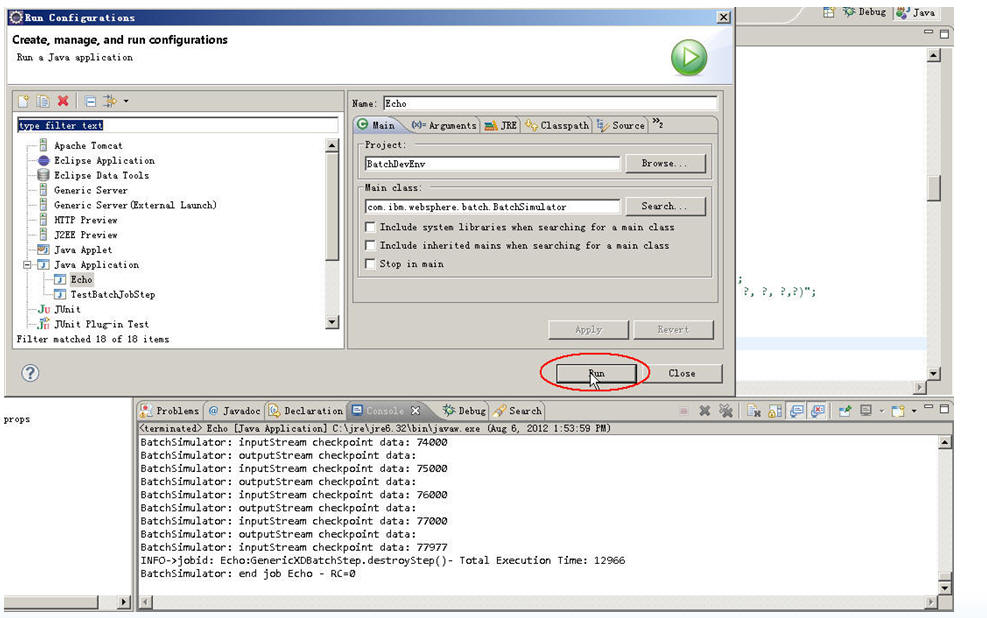 Run Configurations
Debug
Java
Create, manage, and run configurations
Run a Java application
type filter text
Apache Tomcat
Eclipse Application
Eclipse Data Tools
Generic Server
Generic Server(External Launch)
HTTP Preview
J2EE Preview
Java Applet
Java Application
Echo
TestBatchJobStep
JUnit
JUnit Plug-in Test
Filter matched 18 of 18 items
Name: Echo
Main (x)= Arguments JRE Classpath Source »2
Project:
BatchDevEnv Browse...
Main class:
com.ibm.websphere.batch.BatchSimulator Search...
Include system libraries when searching for a main class
Include inherited mains when searching for a main class
Stop in main
Apply Revert
Run Close
;
?, ?, ?,?)";
props
Problems @ Javadoc Declaration Console Debug Search
<terminated> Echo [Java Application] C:\jre\jre6.32\bin\javaw.exe (Aug 6, 2012 1:53:59 PM)
BatchSimulator: inputStream checkpoint data: 74000
BatchSimulator: outputStream checkpoint data:
BatchSimulator: inputStream checkpoint data: 75000
BatchSimulator: outputStream checkpoint data:
BatchSimulator: inputStream checkpoint data: 76000
BatchSimulator: outputStream checkpoint data:
BatchSimulator: inputStream checkpoint data: 77000
BatchSimulator: outputStream checkpoint data:
BatchSimulator: inputStream checkpoint data: 77977
INFO->jobid: Echo:GenericXDBatchStep.destroyStep()- Total Execution Time: 12966
BatchSimulator: end job Echo - RC=0